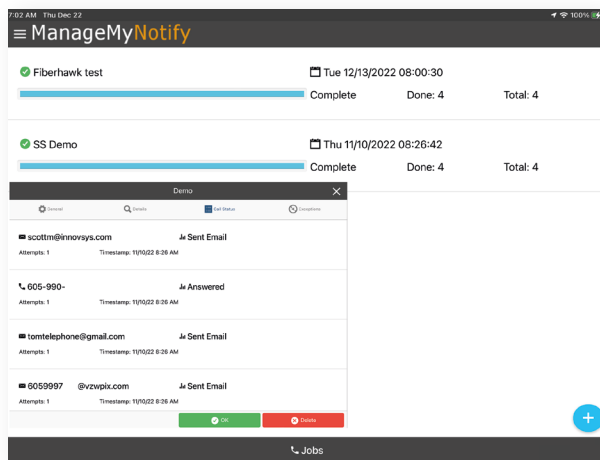 7:02 AM Thu Dec 22 100%
ManageMyNotify
Fiberhawk test Tue 12/13/2022 08:00:30
Complete Done: 4 Total: 4
SS Demo Thu 11/10/2022 08:26:42
Complete Done: 4 Total: 4
Demo
General Details Call Status Exceptions
scottm@innovsys.com Sent Email
Attempts: 1 Timestamp: 11/10/22 8:26 AM
605-990- Answered
Attempts: 1 Timestamp: 11/10/22 8:26 AM
tomtelephone@gmail.com Sent Email
Attempts: 1 Timestamp: 11/10/22 8:26 AM
6059997 @vzwpix.com Sent Email
Attempts: 1 Timestamp: 11/10/22 8:26 AM
OK Delete
Jobs